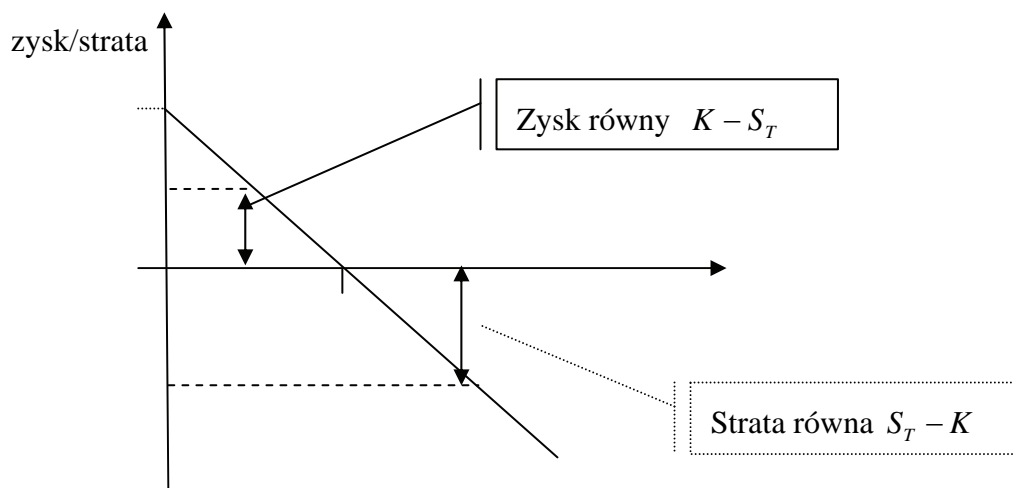 zysk/strata
Zysk równy K – S_T
Strata równa S_T – K